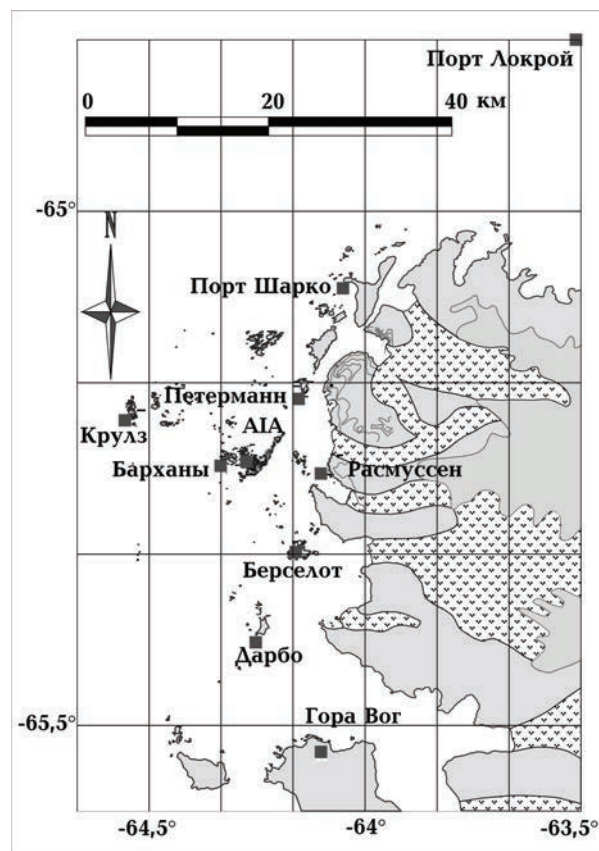 Порт Локрой
0 20 40 км
-65°
N
Порт Шарко
Петерманн
АІА
Крулз
Барханы
Расмуссен
Берселот
Дарбо
-65,5°
Гора Вог
-64,5° -64° -63,5°